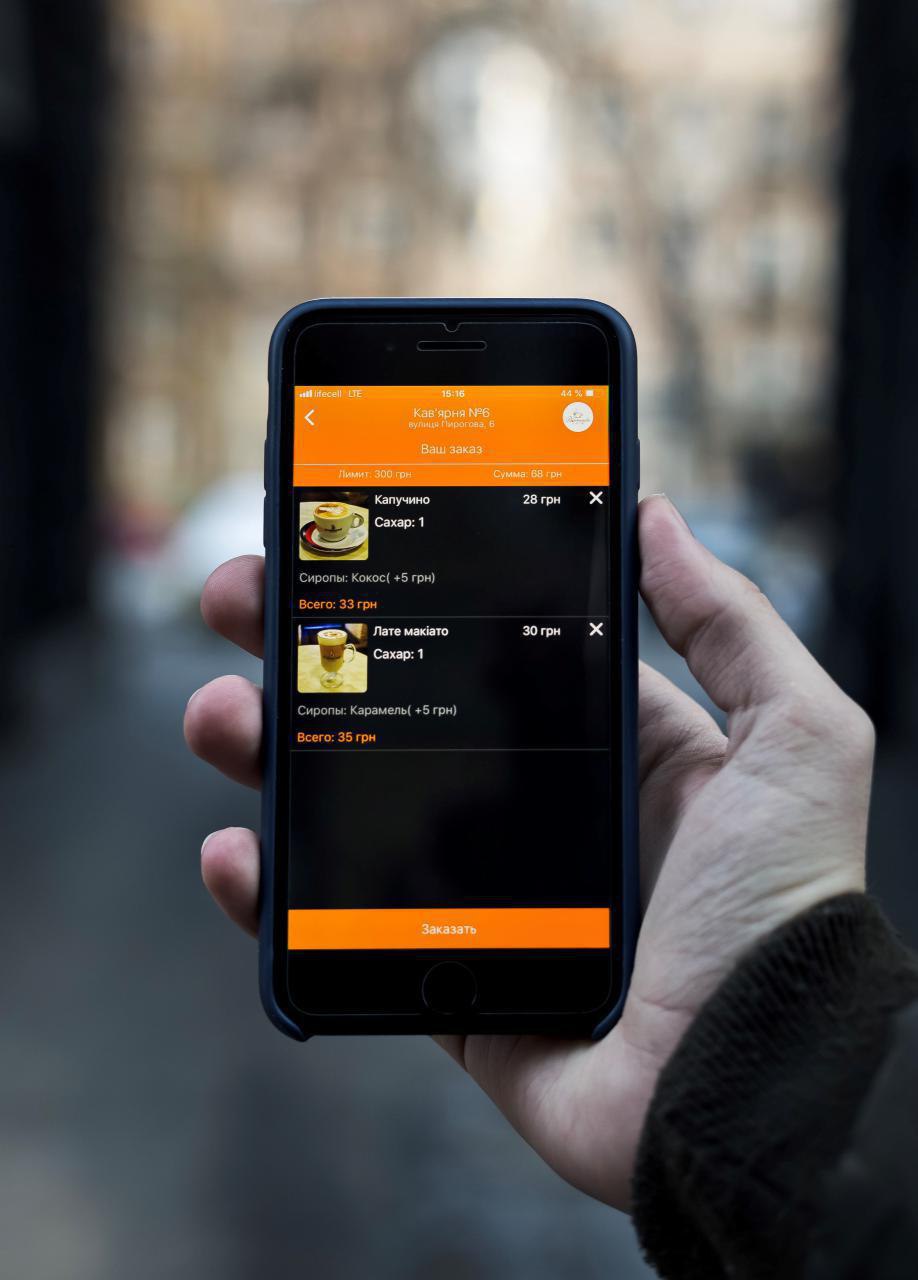 lifecell LTE 15:16 44 %
Кав'ярня №6
вулиця Пирогова, 6
Ваш заказ
Лимит: 300 грн Сумма: 68 грн
Капучино 28 грн
Сахар: 1
Сиропы: Кокос( +5 грн)
Всего: 33 грн
Лате макіато 30 грн
Сахар: 1
Сиропы: Карамель( +5 грн)
Всего: 35 грн
Заказать